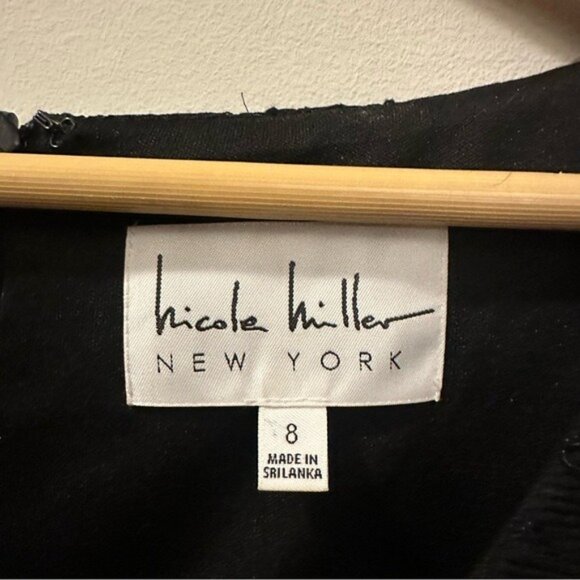 nicole miller
NEW YORK
8
MADE IN
SRILANKA